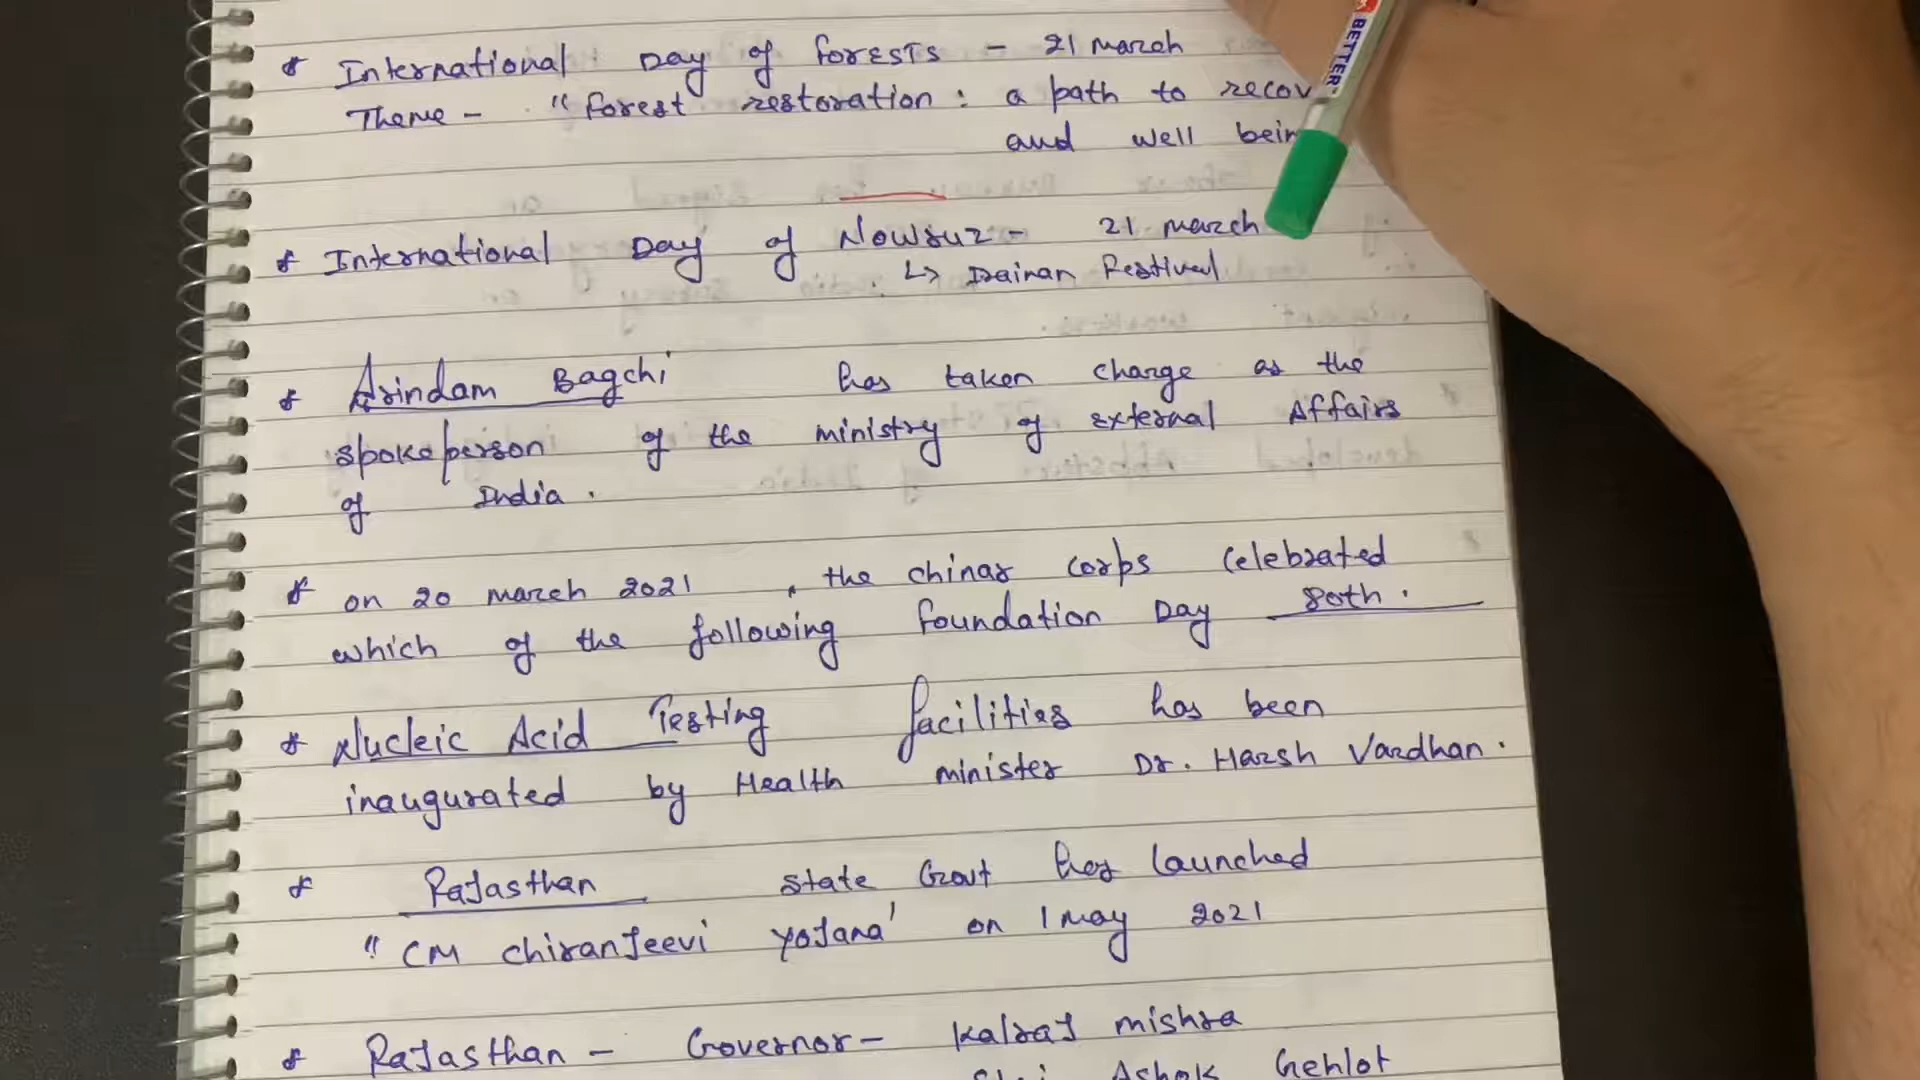 * International Day of forests - 21 march
Theme - "forest restoration : a path to recov
and well bein
BETTER
* International Day of Nowruz - 21 march
↳ Irainan Festival
* Arindam Bagchi has taken charge as the
spokeperson of the ministry of External Affairs
of India.
* on 20 march 2021, the chinar corps celebrated
which of the following foundation Day 80th.
* Nucleic Acid Testing facilities has been
inaugurated by Health minister Dr. Harsh Vardhan.
* Rajasthan state Govt has launched
"CM chiranjeevi yojana' on 1 may 2021
* Rajasthan - Governor - Kalraj mishra
Ashok Gehlot